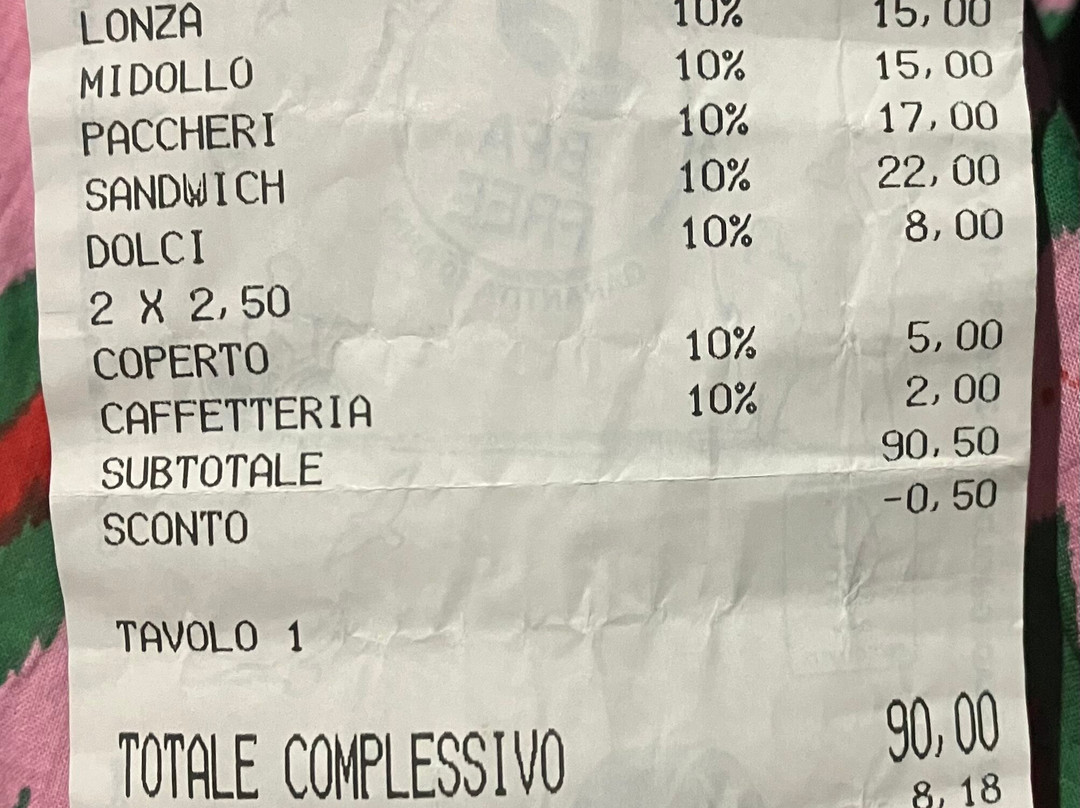 LONZA 10% 15,00
MIDOLLO 10% 15,00
PACCHERI 10% 17,00
SANDWICH 10% 22,00
DOLCI 10% 8,00
2 X 2,50
COPERTO 10% 5,00
CAFFETTERIA 10% 2,00
SUBTOTALE 90,50
SCONTO -0,50
TAVOLO 1
TOTALE COMPLESSIVO 90,00
8,18